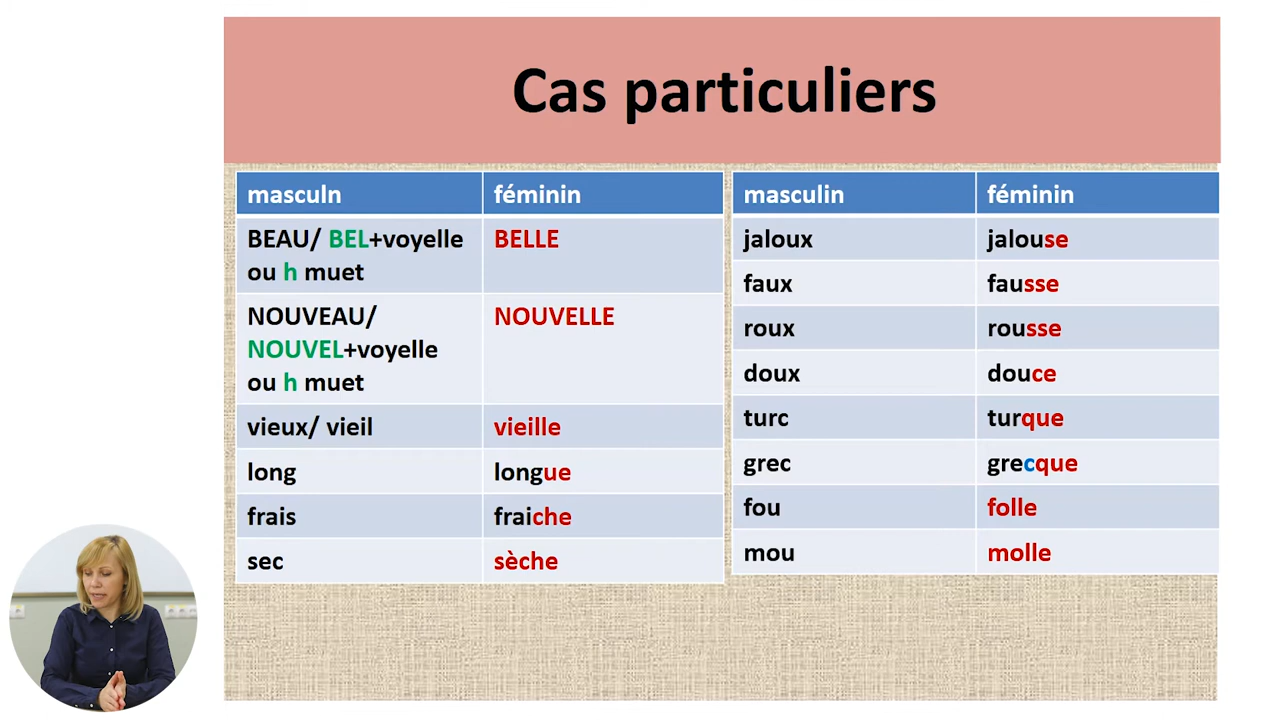 Cas particuliers
masculn féminin
BEAU/ BEL+voyelle BELLE
ou h muet
NOUVEAU/ NOUVELLE
NOUVEL+voyelle
ou h muet
vieux/ vieil vieille
long longue
frais fraiche
sec sèche
masculin féminin
jaloux jalouse
faux fausse
roux rousse
doux douce
turc turque
grec grecque
fou folle
mou molle